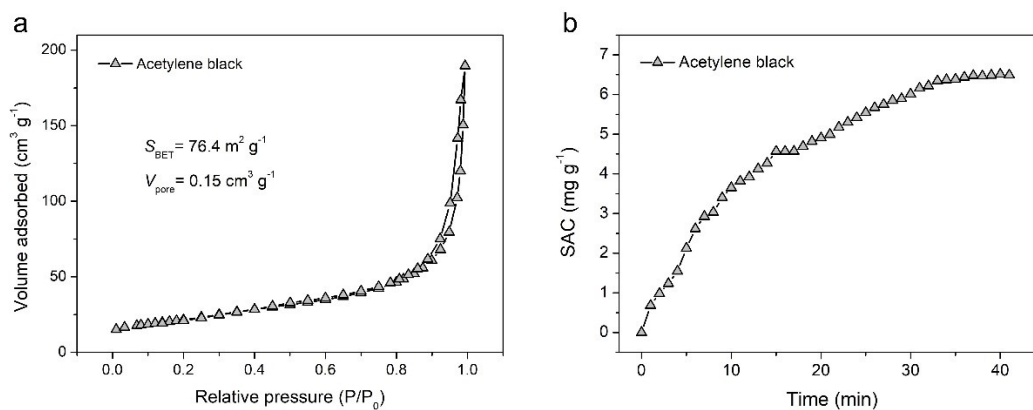 a
Volume adsorbed (cm³ g⁻¹)
200
150
100
50
0
Acetylene black
S_BET = 76.4 m² g⁻¹
V_pore = 0.15 cm³ g⁻¹
0.0 0.2 0.4 0.6 0.8 1.0
Relative pressure (P/P₀)
b
SAC (mg g⁻¹)
7
6
5
4
3
2
1
0
Acetylene black
0 10 20 30 40
Time (min)